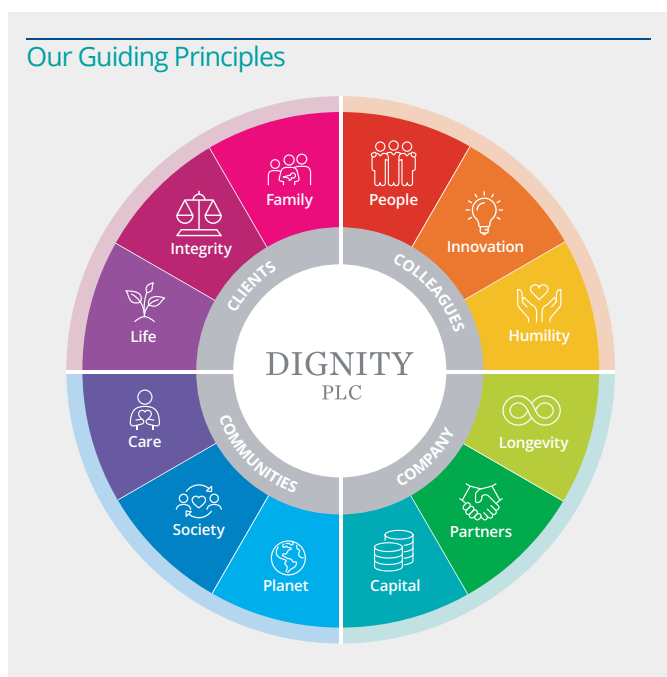 Our Guiding Principles
Family
People
Integrity
Innovation
CLIENTS
COLLEAGUES
Life
Humility
DIGNITY
PLC
Care
Longevity
COMMUNITIES
COMPANY
Society
Partners
Planet
Capital